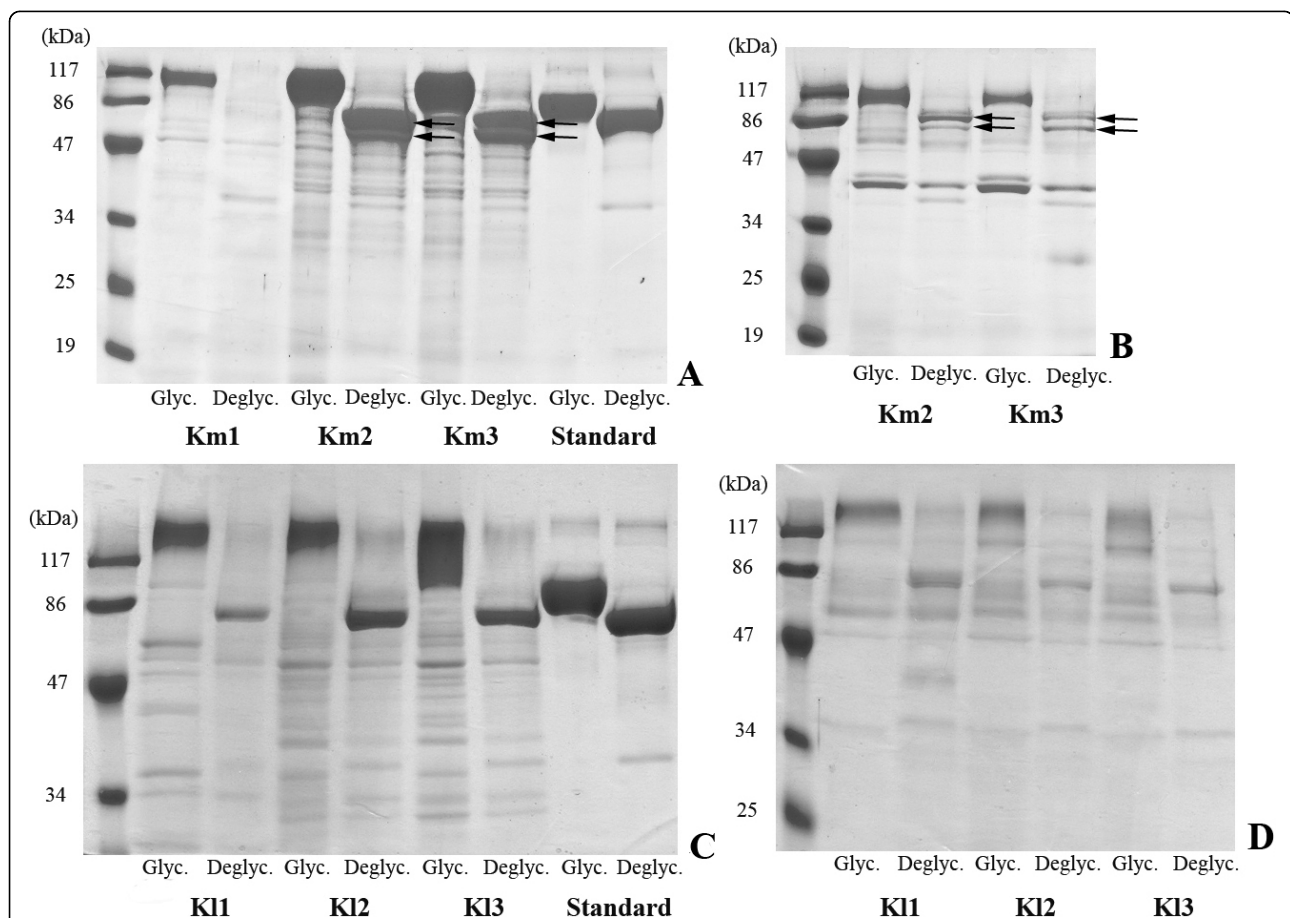 (kDa)
117
86
47
34
25
19
Glyc. Deglyc. Glyc. Deglyc. Glyc. Deglyc. Glyc. Deglyc.
Km1 Km2 Km3 Standard
A
(kDa)
117
86
47
34
25
19
Glyc. Deglyc. Glyc. Deglyc.
Km2 Km3
B
(kDa)
117
86
47
34
Glyc. Deglyc. Glyc. Deglyc. Glyc. Deglyc. Glyc. Deglyc.
Kl1 Kl2 Kl3 Standard
C
(kDa)
117
86
47
34
25
Glyc. Deglyc. Glyc. Deglyc. Glyc. Deglyc.
Kl1 Kl2 Kl3
D